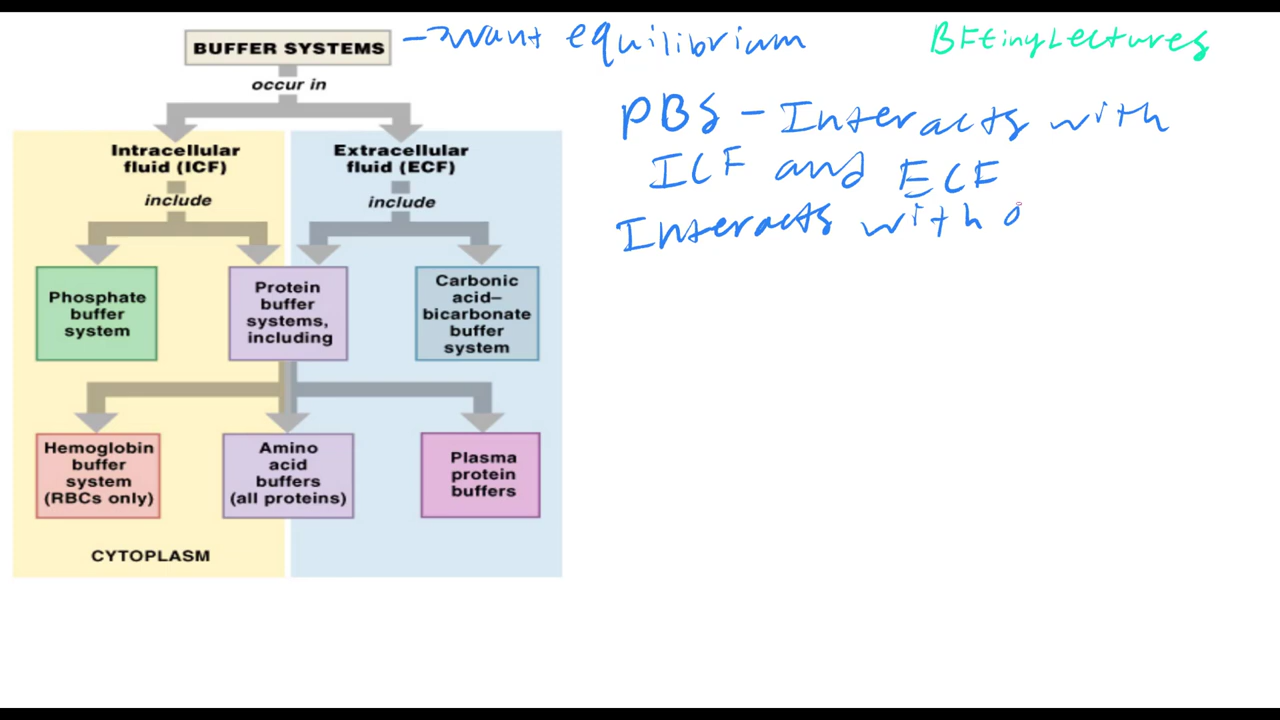 BUFFER SYSTEMS
→ want equilibrium
BFtinyLectures
occur in
Intracellular
fluid (ICF)
Extracellular
fluid (ECF)
include
include
Phosphate
buffer
system
Protein
buffer
systems,
including
Carbonic
acid–
bicarbonate
buffer
system
Hemoglobin
buffer
system
(RBCs only)
Amino
acid
buffers
(all proteins)
Plasma
protein
buffers
CYTOPLASM
PBS - Interacts with
ICF and ECF
Interacts with